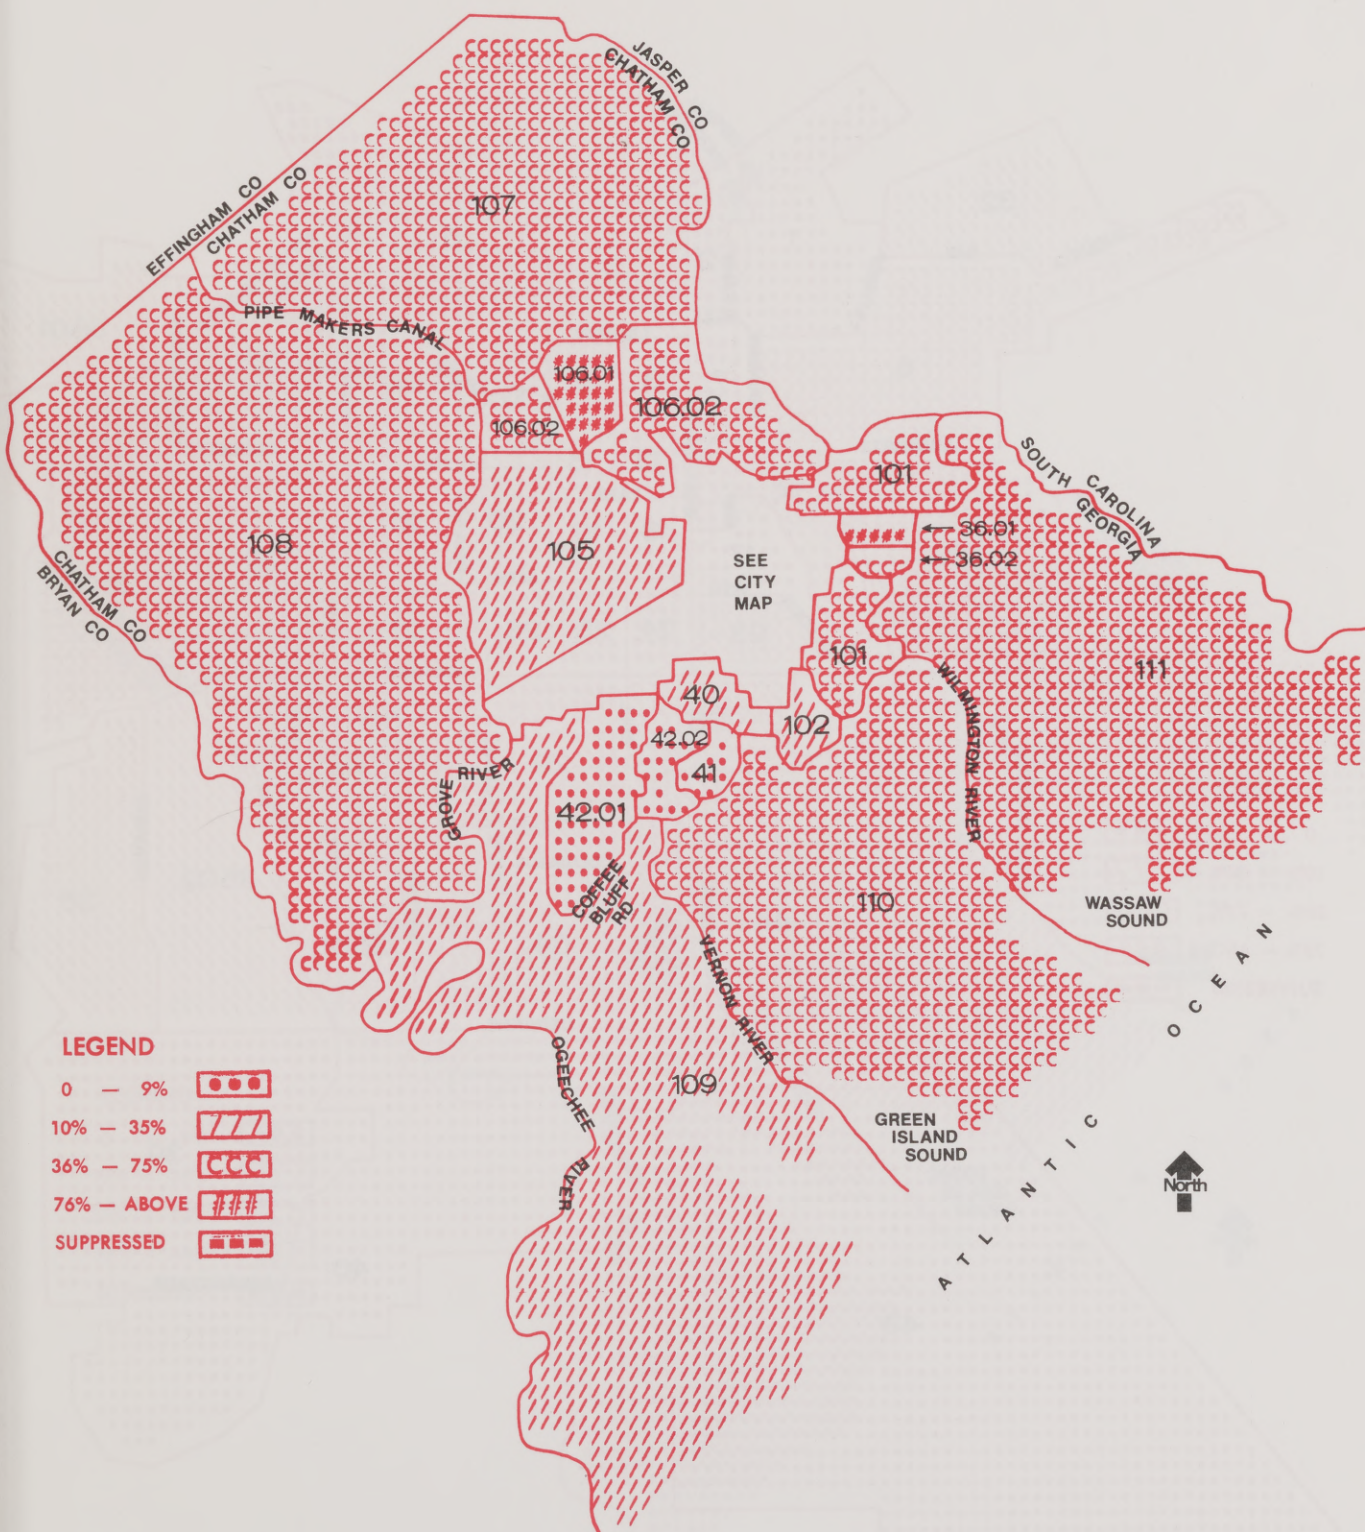 JASPER CO
CHATHAM CO
EFFINGHAM CO
CHATHAM CO
107
PIPE MAKERS CANAL
106.01
106.02
106.02
101
SOUTH CAROLINA
GEORGIA
36.01
36.02
108
105
SEE
CITY
MAP
CHATHAM CO
BRYAN CO
101
111
WILMINGTON RIVER
40
102
42.02
41
GROVE RIVER
42.01
COFFEE
BLUFF
RD
110
WASSAW
SOUND
VERNON RIVER
ATLANTIC OCEAN
OGEECHEE RIVER
109
GREEN
ISLAND
SOUND
North
LEGEND
0 — 9%
10% — 35%
36% — 75%
CCC
76% — ABOVE
###
SUPPRESSED